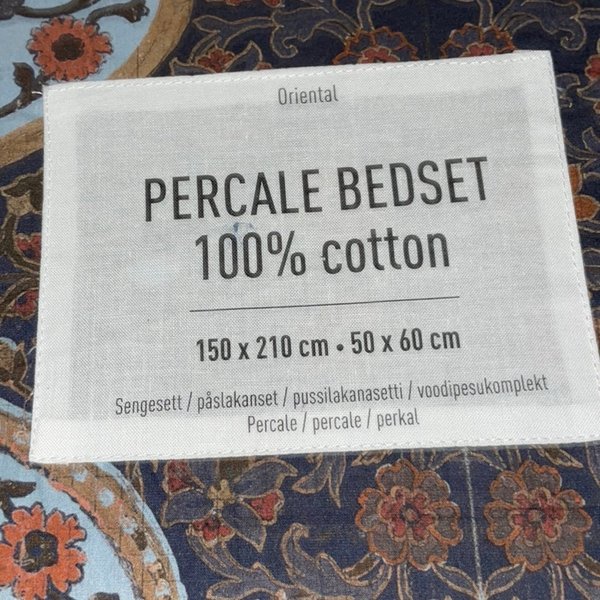 Oriental
PERCALE BEDSET
100% cotton
150 x 210 cm • 50 x 60 cm
Sengesett / påslakanset / pussilakanasetti / voodipesukomplekt
Percale / percale / perkal